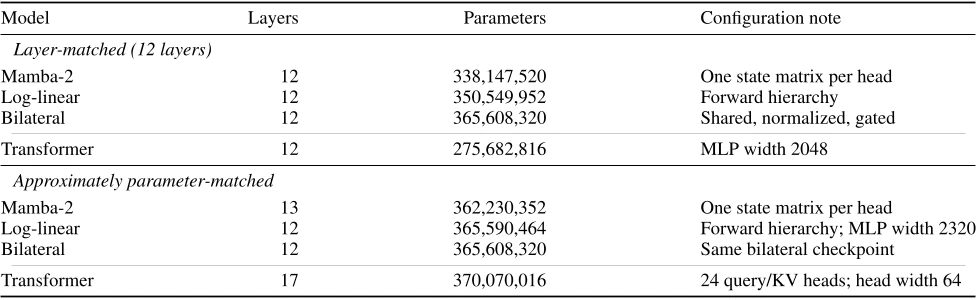 Model Layers Parameters Configuration note
Layer-matched (12 layers)
Mamba-2 12 338,147,520 One state matrix per head
Log-linear 12 350,549,952 Forward hierarchy
Bilateral 12 365,608,320 Shared, normalized, gated
Transformer 12 275,682,816 MLP width 2048
Approximately parameter-matched
Mamba-2 13 362,230,352 One state matrix per head
Log-linear 12 365,590,464 Forward hierarchy; MLP width 2320
Bilateral 12 365,608,320 Same bilateral checkpoint
Transformer 17 370,070,016 24 query/KV heads; head width 64